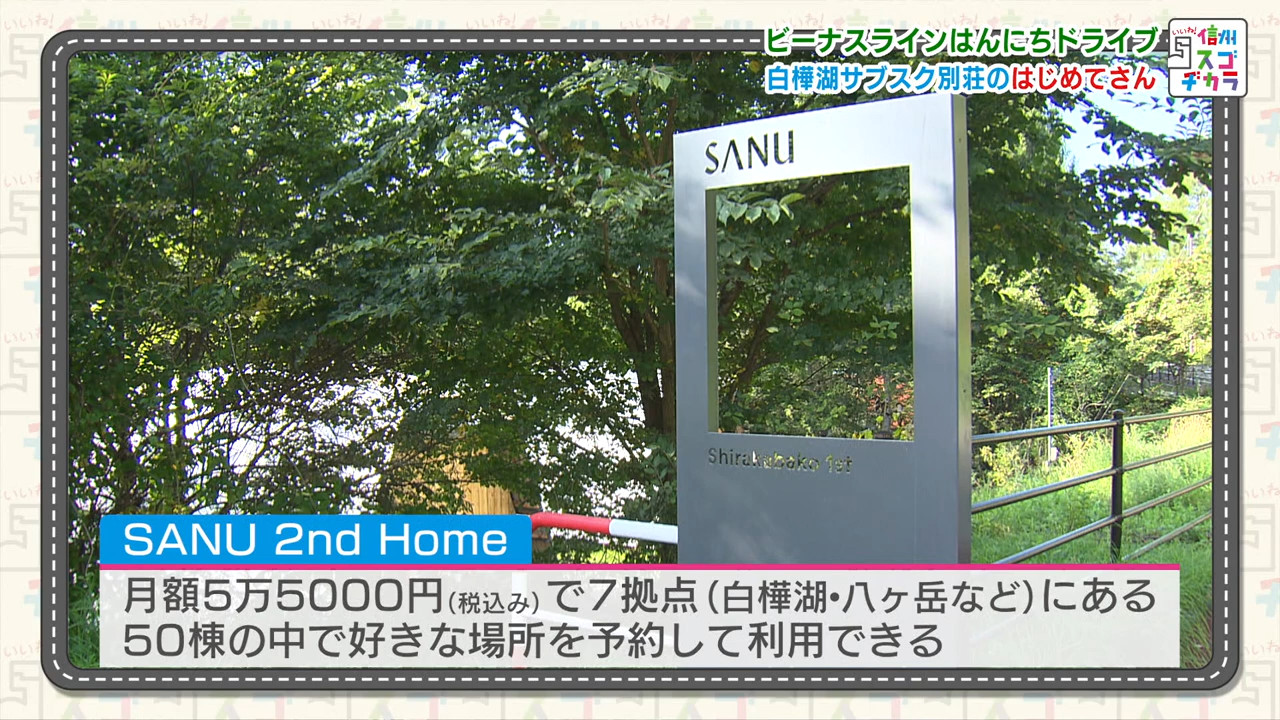 ビーナスラインはんにちドライブ
白樺湖サブスク別荘のはじめてさん
いいね!
信州
スゴ
ヂカラ
SANU
Shirakabako 1st
SANU 2nd Home
月額5万5000円(税込み)で7拠点(白樺湖・八ヶ岳など)にある
50棟の中で好きな場所を予約して利用できる